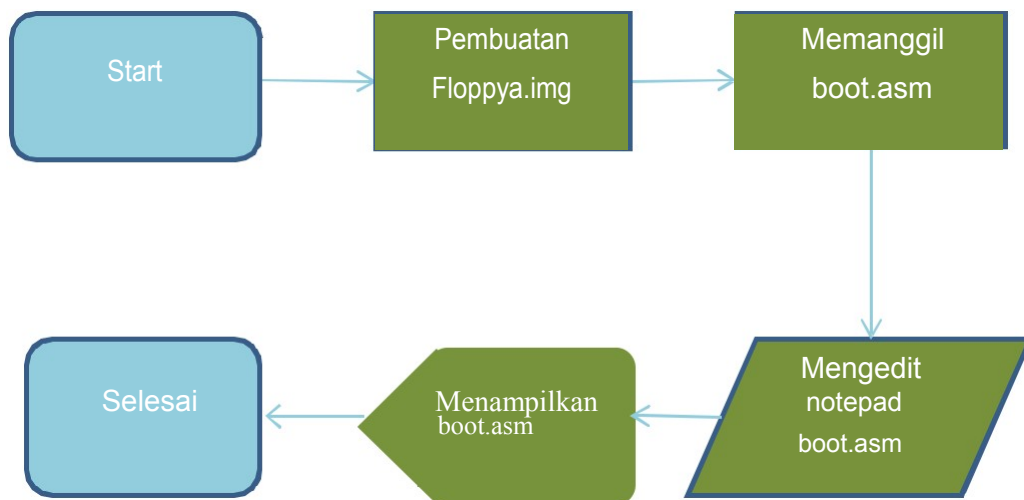 Start
Pembuatan
Floppya.img
Memanggil
boot.asm
Mengedit
notepad
boot.asm
Menampilkan
boot.asm
Selesai